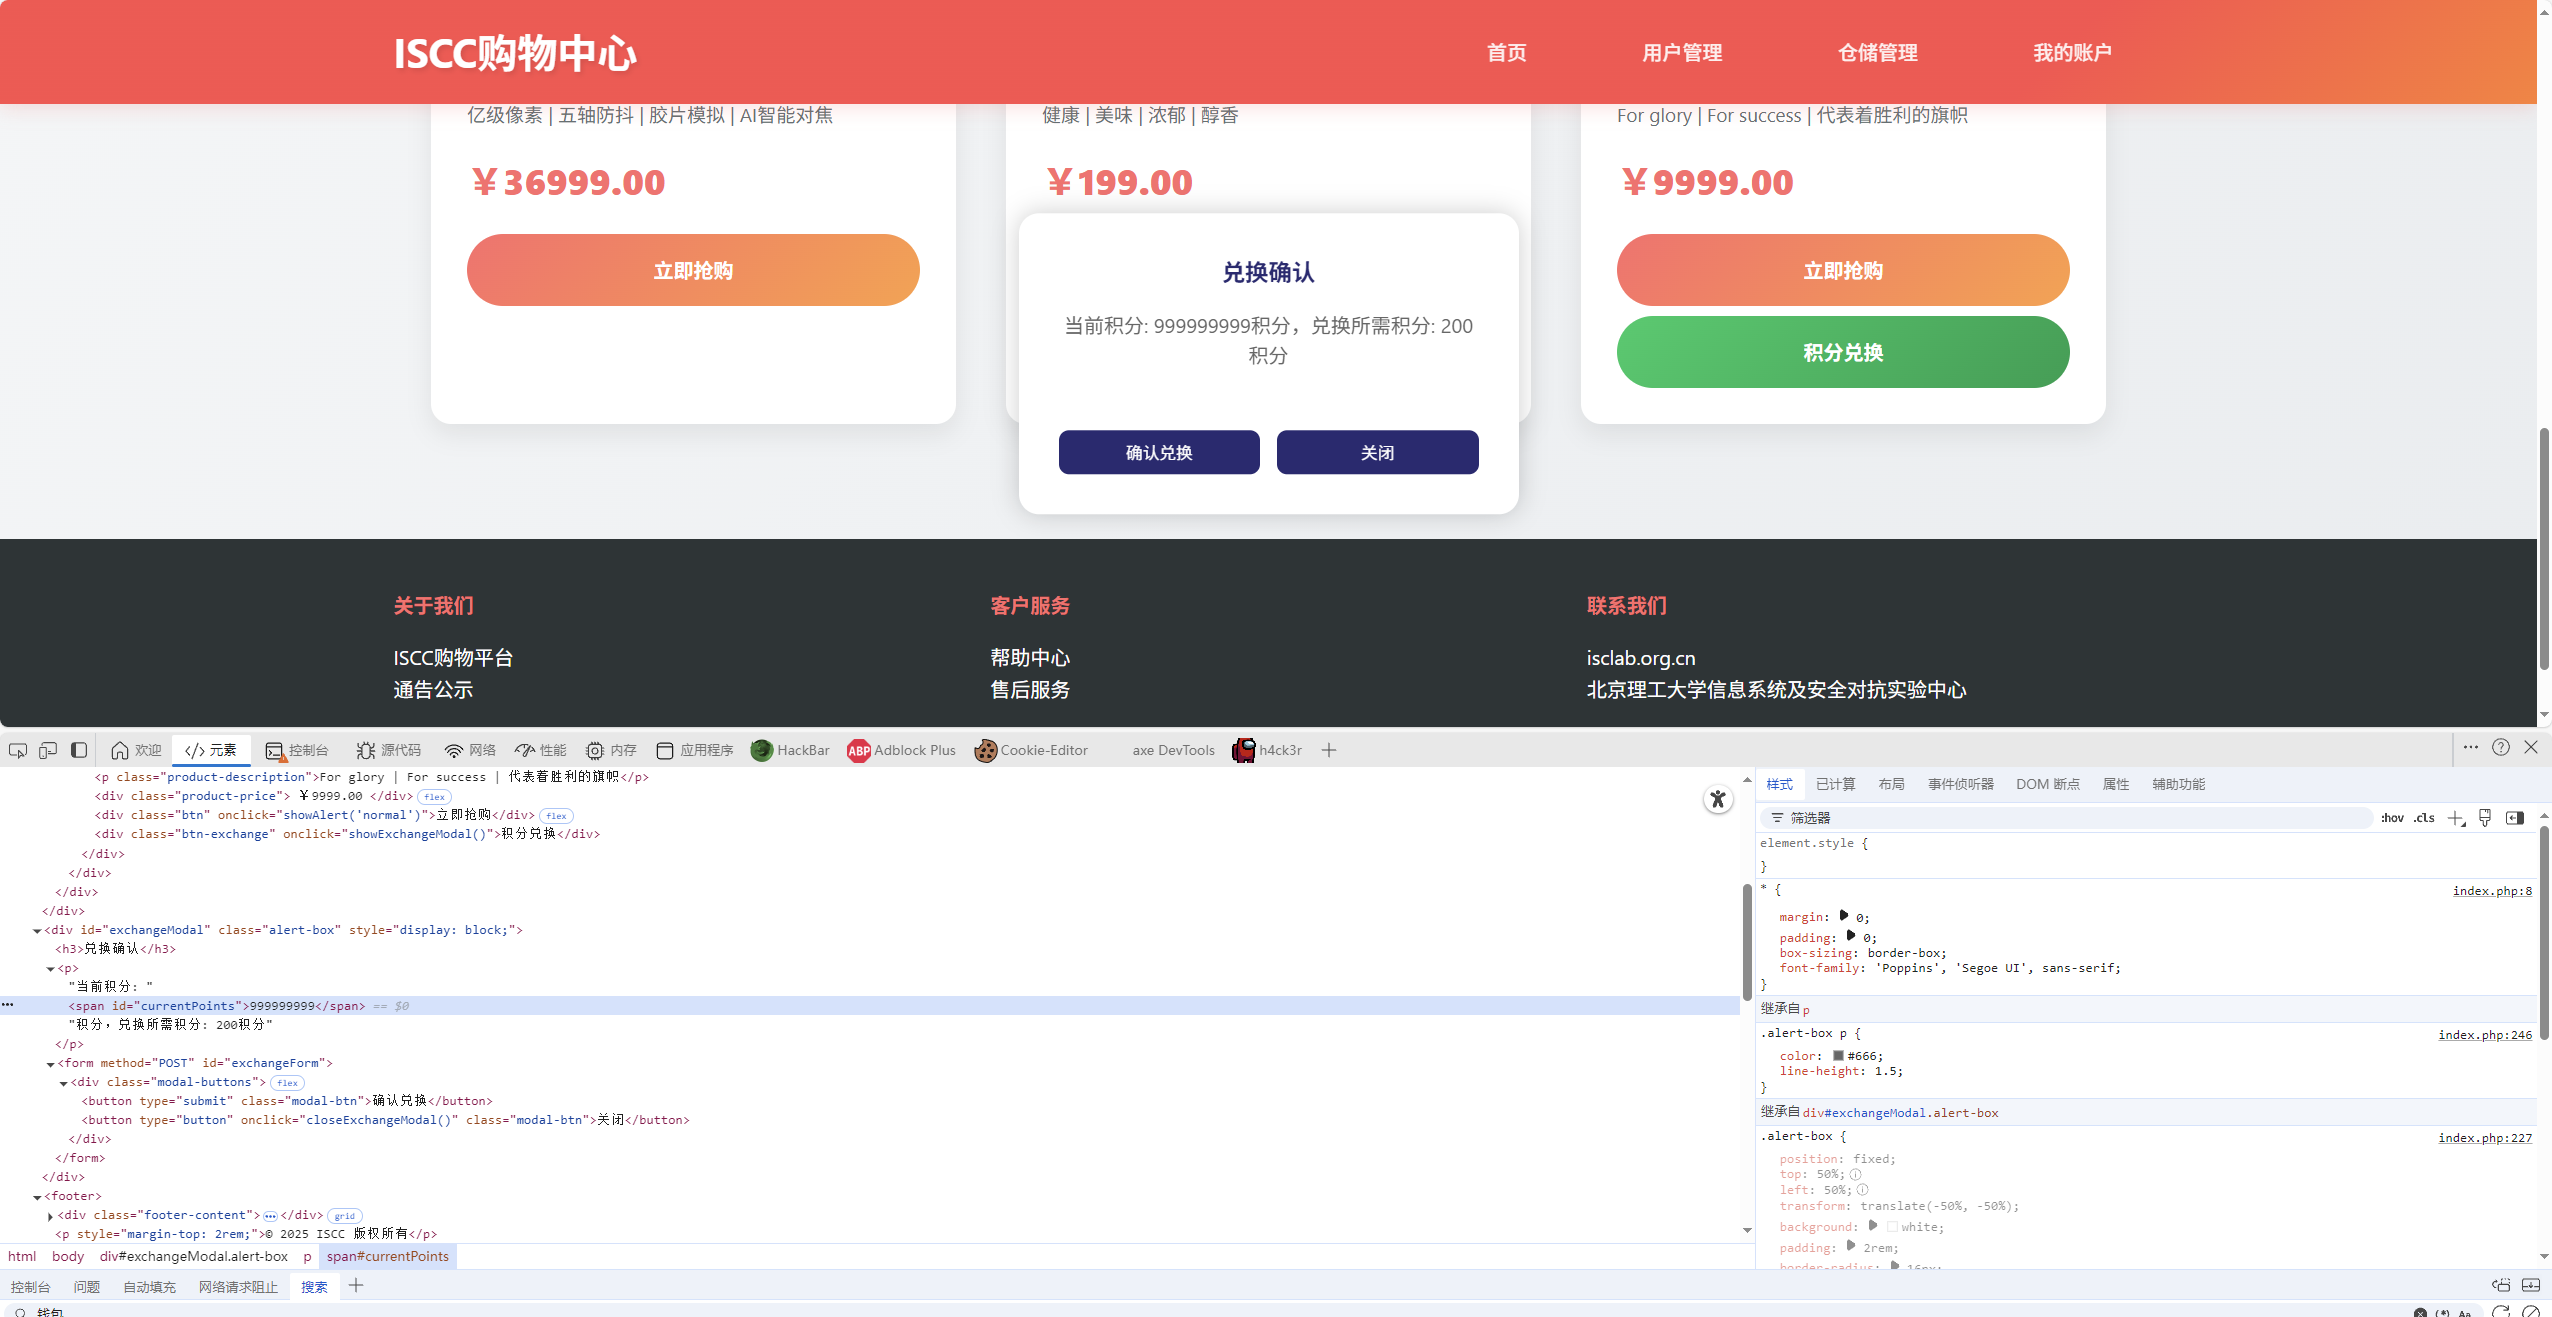 ISCC购物中心
首页
用户管理
仓储管理
我的账户
亿级像素 | 五轴防抖 | 胶片模拟 | AI智能对焦
健康 | 美味 | 浓郁 | 醇香
For glory | For success | 代表着胜利的旗帜
￥36999.00
￥199.00
￥9999.00
立即抢购
立即抢购
积分兑换
兑换确认
当前积分: 999999999积分，兑换所需积分: 200
积分
确认兑换
关闭
关于我们
客户服务
联系我们
ISCC购物平台
帮助中心
isclab.org.cn
通告公示
售后服务
北京理工大学信息系统及安全对抗实验中心
欢迎
</> 元素
控制台
源代码
网络
性能
内存
应用程序
HackBar
ABP
Adblock Plus
Cookie-Editor
axe DevTools
h4ck3r
<p class="product-description">For glory | For success | 代表着胜利的旗帜</p>
<div class="product-price"> ￥9999.00 </div> flex
<div class="btn" onclick="showAlert('normal')">立即抢购</div> flex
<div class="btn-exchange" onclick="showExchangeModal()">积分兑换</div>
</div>
</div>
</div>
</div>
<div id="exchangeModal" class="alert-box" style="display: block;">
<h3>兑换确认</h3>
<p>
"当前积分: "
<span id="currentPoints">999999999</span> == $0
"积分，兑换所需积分: 200积分"
</p>
<form method="POST" id="exchangeForm">
<div class="modal-buttons"> flex
<button type="submit" class="modal-btn">确认兑换</button>
<button type="button" onclick="closeExchangeModal()" class="modal-btn">关闭</button>
</div>
</form>
</div>
<footer>
<div class="footer-content"> </div> grid
<p style="margin-top: 2rem;">© 2025 ISCC 版权所有</p>
html body div#exchangeModal.alert-box p span#currentPoints
样式 已计算 布局 事件侦听器 DOM 断点 属性 辅助功能
筛选器
:hov .cls
element.style {
}
* {
index.php:8
margin: 0;
padding: 0;
box-sizing: border-box;
font-family: 'Poppins', 'Segoe UI', sans-serif;
}
继承自 p
.alert-box p {
index.php:246
color: #666;
line-height: 1.5;
}
继承自 div#exchangeModal.alert-box
.alert-box {
index.php:227
position: fixed;
top: 50%;
left: 50%;
transform: translate(-50%, -50%);
background: white;
padding: 2rem;
border-radius: 16px;
控制台 问题 自动填充 网络请求阻止 搜索
钱包
(.*) Aa